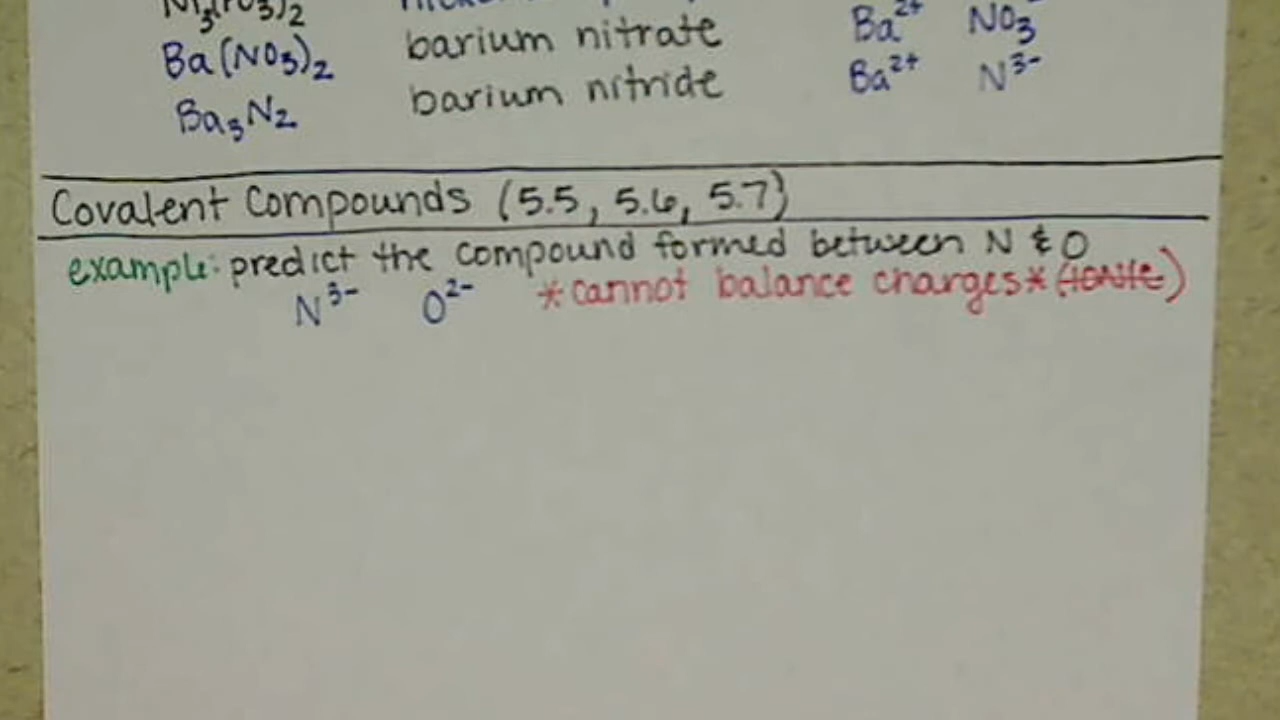 Ba(NO3)2 barium nitrate Ba2+ NO3
Ba3N2 barium nitride Ba2+ N3-
Covalent Compounds (5.5, 5.6, 5.7)
example: predict the compound formed between N & O
N3- O2- *cannot balance charges* (ionic)